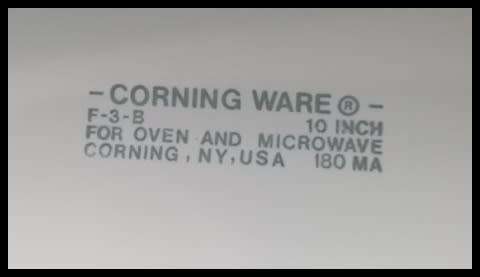 - CORNING WARE ® -
F-3-B 10 INCH
FOR OVEN AND MICROWAVE
CORNING, NY, USA 180 MA